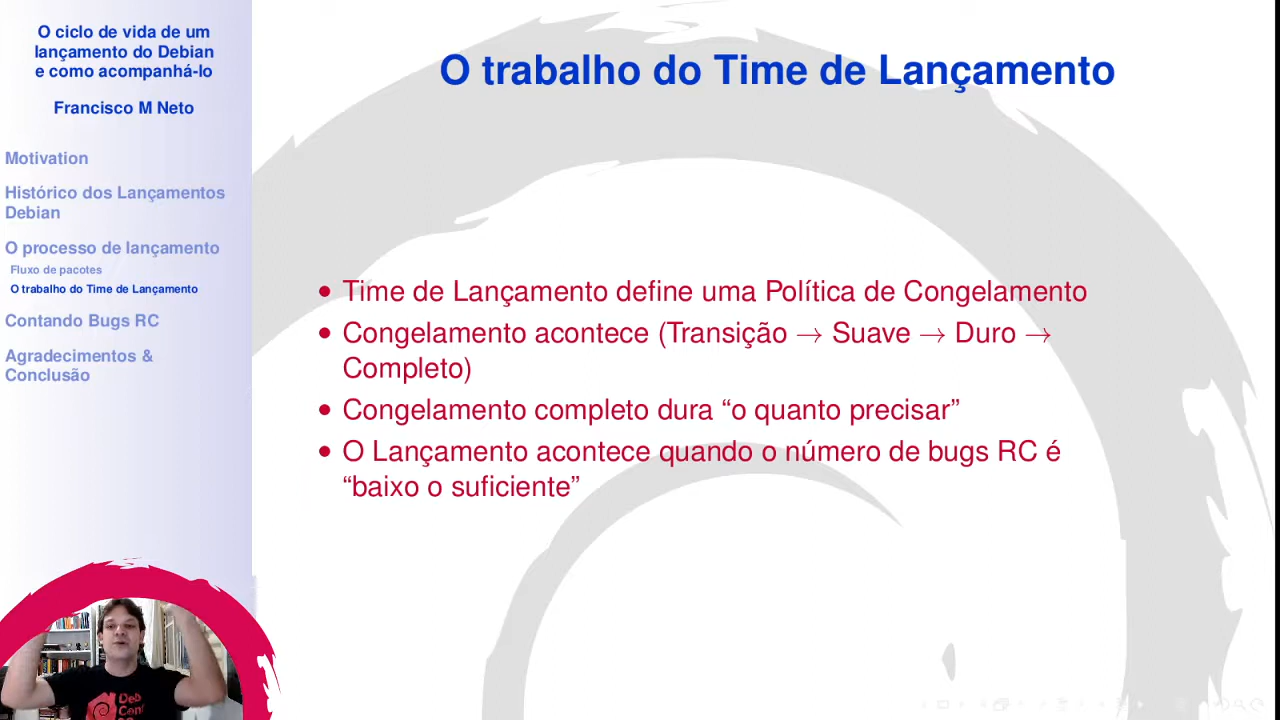 O ciclo de vida de um
lançamento do Debian
e como acompanhá-lo
Francisco M Neto
Motivation
Histórico dos Lançamentos
Debian
O processo de lançamento
Fluxo de pacotes
O trabalho do Time de Lançamento
Contando Bugs RC
Agradecimentos &
Conclusão
O trabalho do Time de Lançamento
• Time de Lançamento define uma Política de Congelamento
• Congelamento acontece (Transição → Suave → Duro →
Completo)
• Congelamento completo dura “o quanto precisar”
• O Lançamento acontece quando o número de bugs RC é
“baixo o suficiente”
Deb
Conf